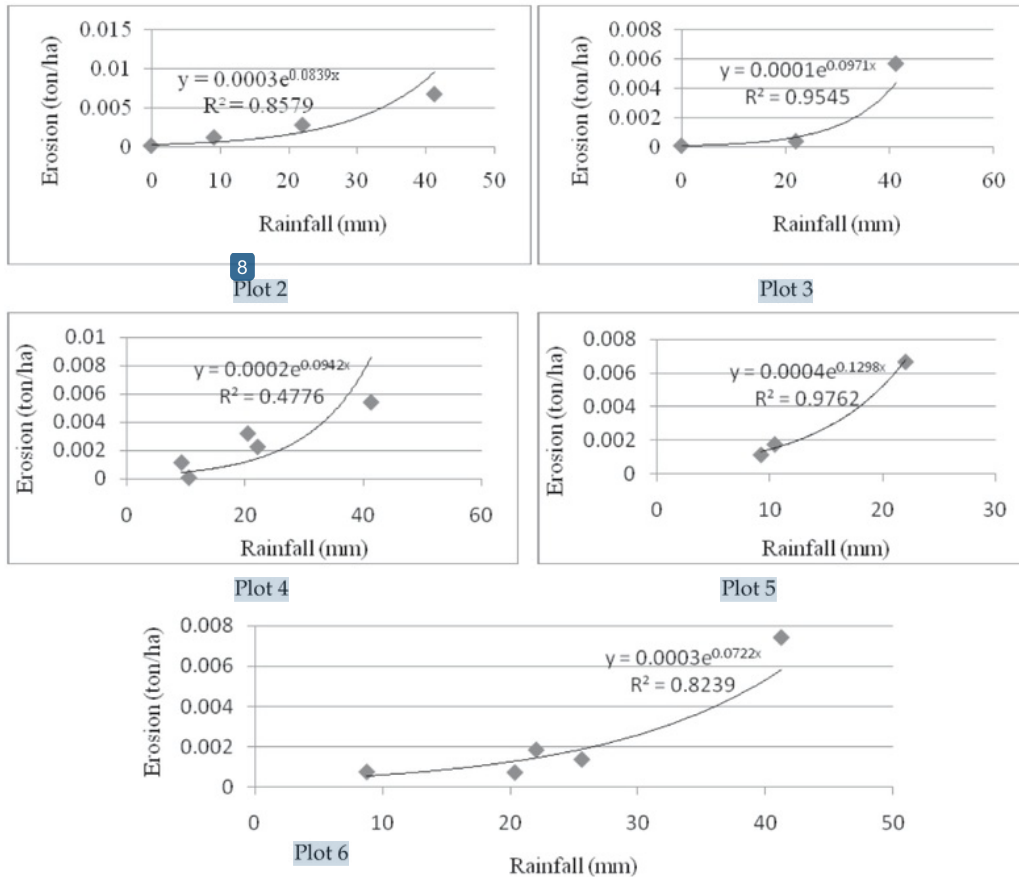 0.015
0.01
0.005
0
Erosion (ton/ha)
y = 0.0003e^0.0839x
R² = 0.8579
0 10 20 30 40 50
Rainfall (mm)
8
Plot 2
0.008
0.006
0.004
0.002
0
Erosion (ton/ha)
y = 0.0001e^0.0971x
R² = 0.9545
0 20 40 60
Rainfall (mm)
Plot 3
0.01
0.008
0.006
0.004
0.002
0
Erosion (ton/ha)
y = 0.0002e^0.0942x
R² = 0.4776
0 20 40 60
Rainfall (mm)
Plot 4
0.008
0.006
0.004
0.002
0
Erosion (ton/ha)
y = 0.0004e^0.1298x
R² = 0.9762
0 10 20 30
Rainfall (mm)
Plot 5
0.008
0.006
0.004
0.002
0
Erosion (ton/ha)
y = 0.0003e^0.0722x
R² = 0.8239
0 10 20 30 40 50
Plot 6
Rainfall (mm)